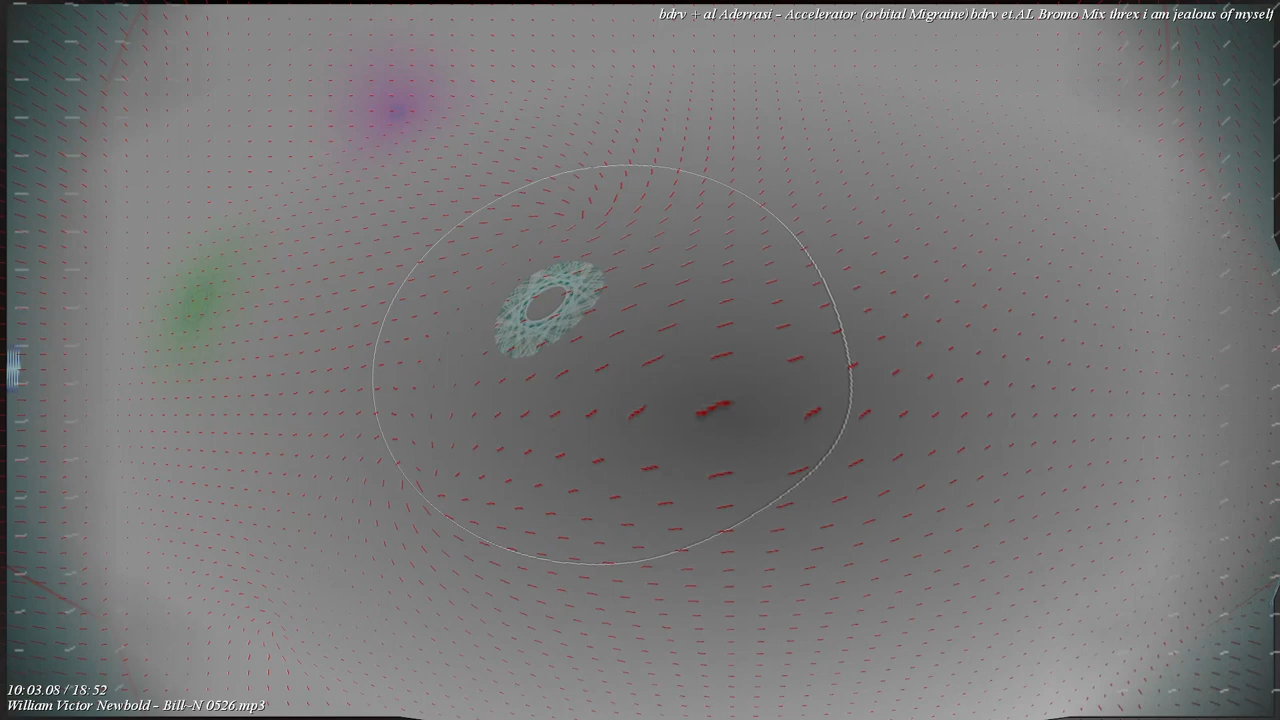 bdrv + al Aderrasi - Accelerator (orbital Migraine) bdrv et.AL Bromo Mix threx i am jealous of myself
10:03.08 / 18:52
William Victor Newbold - Bill-N 0526.mp3